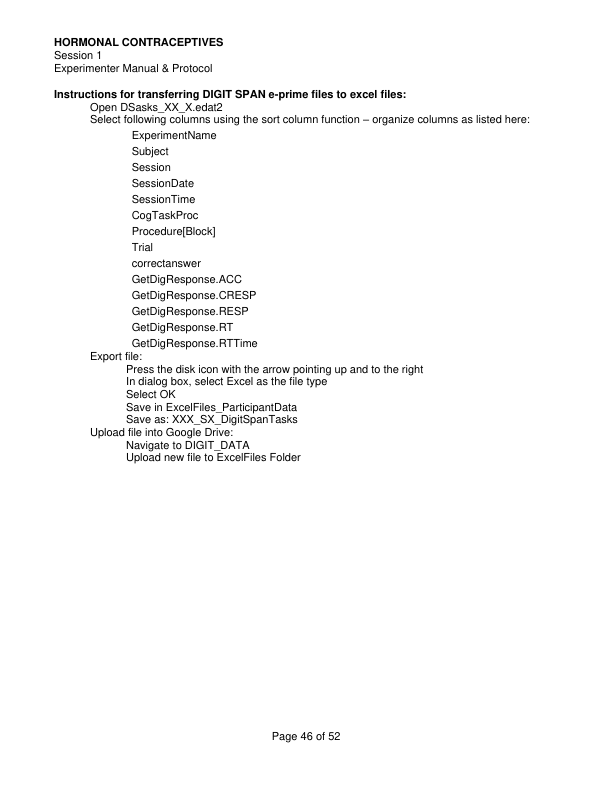 HORMONAL CONTRACEPTIVES
Session 1
Experimenter Manual & Protocol
Instructions for transferring DIGIT SPAN e-prime files to excel files:
Open DSasks_XX_X.edat2
Select following columns using the sort column function – organize columns as listed here:
ExperimentName
Subject
Session
SessionDate
SessionTime
CogTaskProc
Procedure[Block]
Trial
correctanswer
GetDigResponse.ACC
GetDigResponse.CRESP
GetDigResponse.RESP
GetDigResponse.RT
GetDigResponse.RTTime
Export file:
Press the disk icon with the arrow pointing up and to the right
In dialog box, select Excel as the file type
Select OK
Save in ExcelFiles_ParticipantData
Save as: XXX_SX_DigitSpanTasks
Upload file into Google Drive:
Navigate to DIGIT_DATA
Upload new file to ExcelFiles Folder
Page 46 of 52